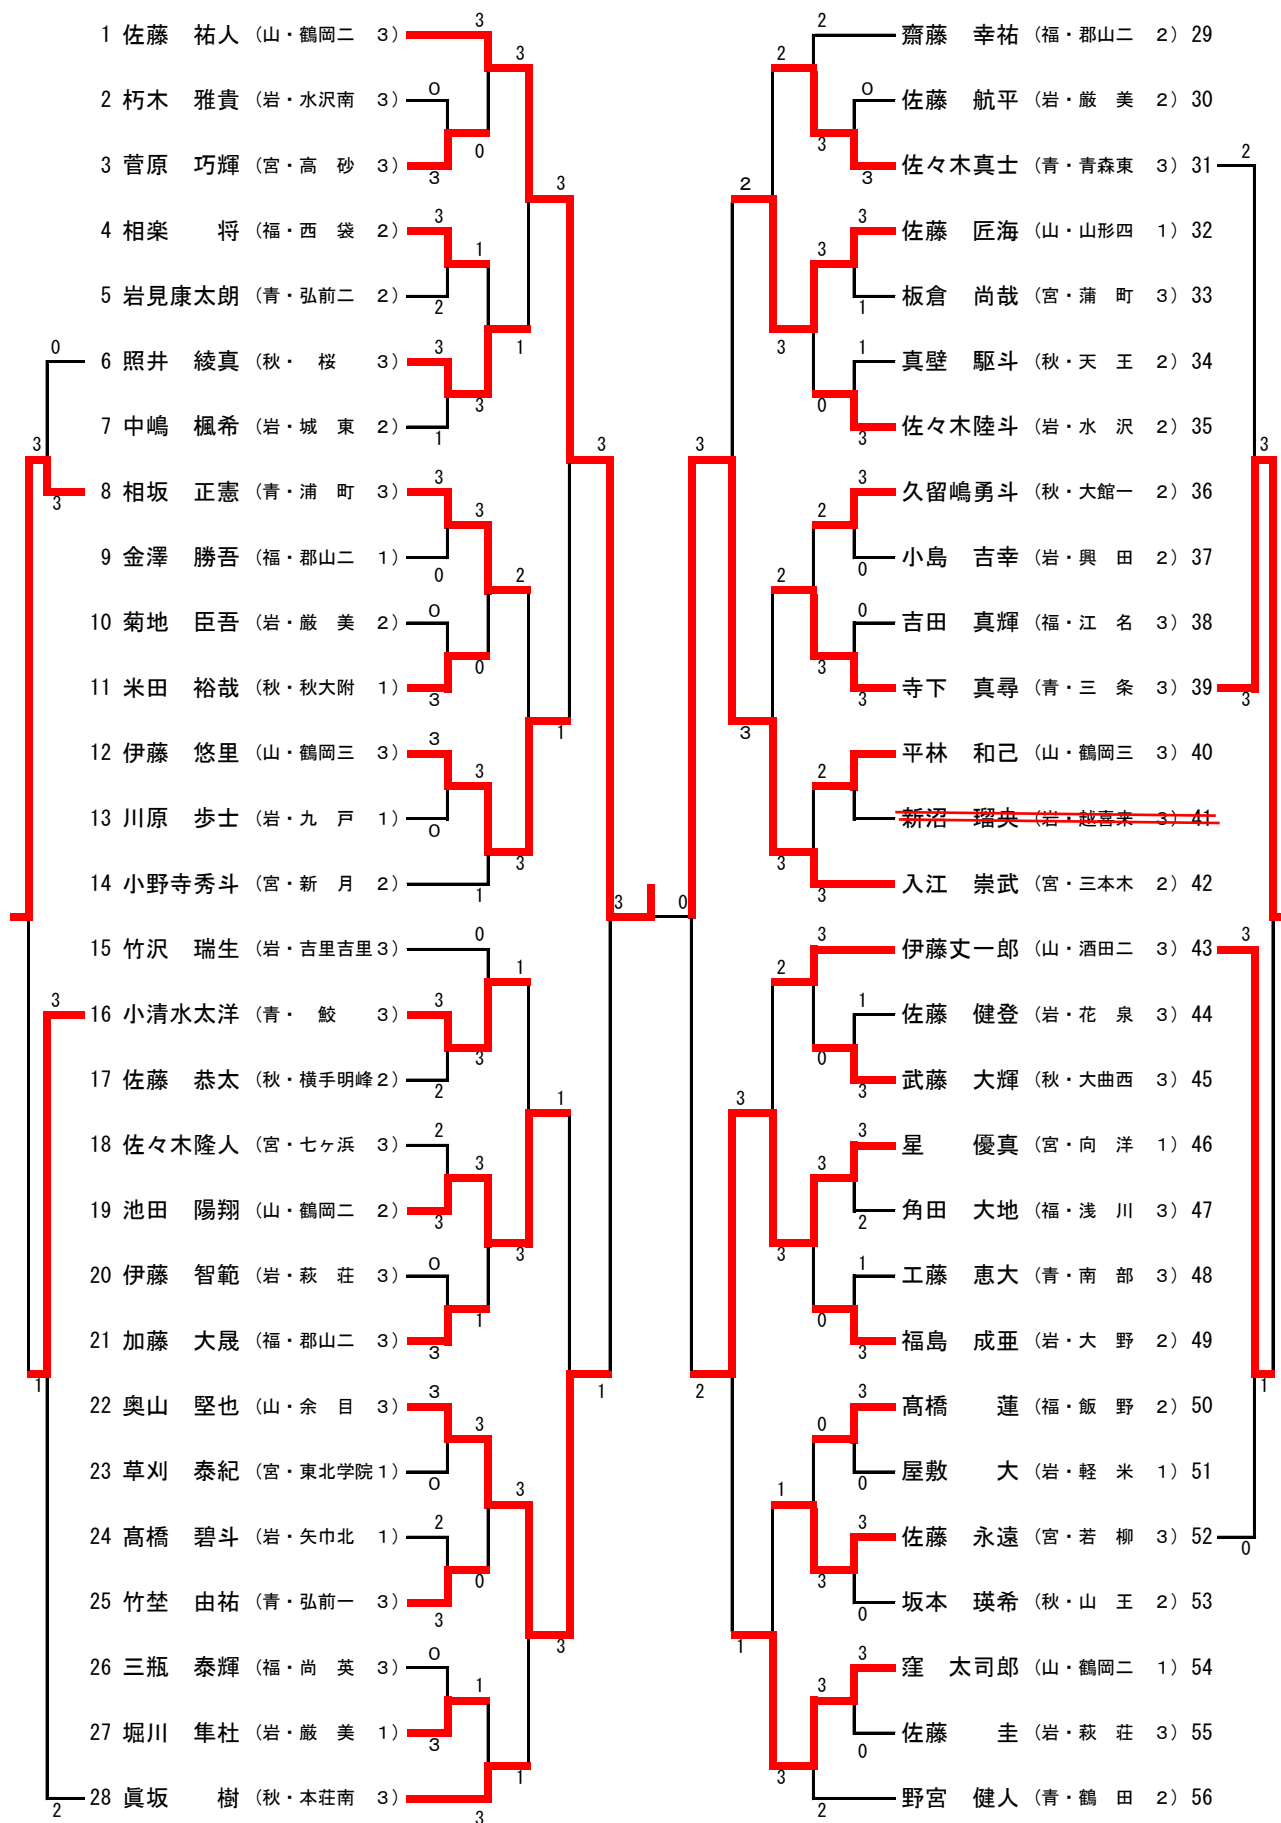 1 佐藤　祐人 (山・鶴岡二 3)
2 朽木　雅貴 (岩・水沢南 3)
3 菅原　巧輝 (宮・高　砂 3)
4 相楽　　将 (福・西　袋 2)
5 岩見康太朗 (青・弘前二 2)
6 照井　綾真 (秋・　桜　 3)
7 中嶋　楓希 (岩・城　東 2)
8 相坂　正憲 (青・浦　町 3)
9 金澤　勝吾 (福・郡山二 1)
10 菊地　臣吾 (岩・厳　美 2)
11 米田　裕哉 (秋・秋大附 1)
12 伊藤　悠里 (山・鶴岡三 3)
13 川原　歩士 (岩・九　戸 1)
14 小野寺秀斗 (宮・新　月 2)
15 竹沢　瑞生 (岩・吉里吉里3)
16 小清水太洋 (青・　鮫　 3)
17 佐藤　恭太 (秋・横手明峰2)
18 佐々木隆人 (宮・七ヶ浜 3)
19 池田　陽翔 (山・鶴岡二 2)
20 伊藤　智範 (岩・萩　荘 3)
21 加藤　大晟 (福・郡山二 3)
22 奥山　堅也 (山・余　目 3)
23 草刈　泰紀 (宮・東北学院1)
24 髙橋　碧斗 (岩・矢巾北 1)
25 竹埜　由祐 (青・弘前一 3)
26 三瓶　泰輝 (福・尚　英 3)
27 堀川　隼杜 (岩・厳　美 1)
28 眞坂　　樹 (秋・本荘南 3)
齋藤　幸祐 (福・郡山二 2) 29
佐藤　航平 (岩・厳　美 2) 30
佐々木真士 (青・青森東 3) 31
佐藤　匠海 (山・山形四 1) 32
板倉　尚哉 (宮・蒲　町 3) 33
真壁　駆斗 (秋・天　王 2) 34
佐々木陸斗 (岩・水　沢 2) 35
久留嶋勇斗 (秋・大館一 2) 36
小島　吉幸 (岩・興　田 2) 37
吉田　真輝 (福・江　名 3) 38
寺下　真尋 (青・三　条 3) 39
平林　和己 (山・鶴岡三 3) 40
新沼　瑠央 (岩・越喜来 3) 41
入江　崇武 (宮・三本木 2) 42
伊藤丈一郎 (山・酒田二 3) 43
佐藤　健登 (岩・花　泉 3) 44
武藤　大輝 (秋・大曲西 3) 45
星　　優真 (宮・向　洋 1) 46
角田　大地 (福・浅　川 3) 47
工藤　恵大 (青・南　部 3) 48
福島　成亜 (岩・大　野 2) 49
髙橋　　蓮 (福・飯　野 2) 50
屋敷　　大 (岩・軽　米 1) 51
佐藤　永遠 (宮・若　柳 3) 52
坂本　瑛希 (秋・山　王 2) 53
窪　太司郎 (山・鶴岡二 1) 54
佐藤　　圭 (岩・萩　荘 3) 55
野宮　健人 (青・鶴　田 2) 56